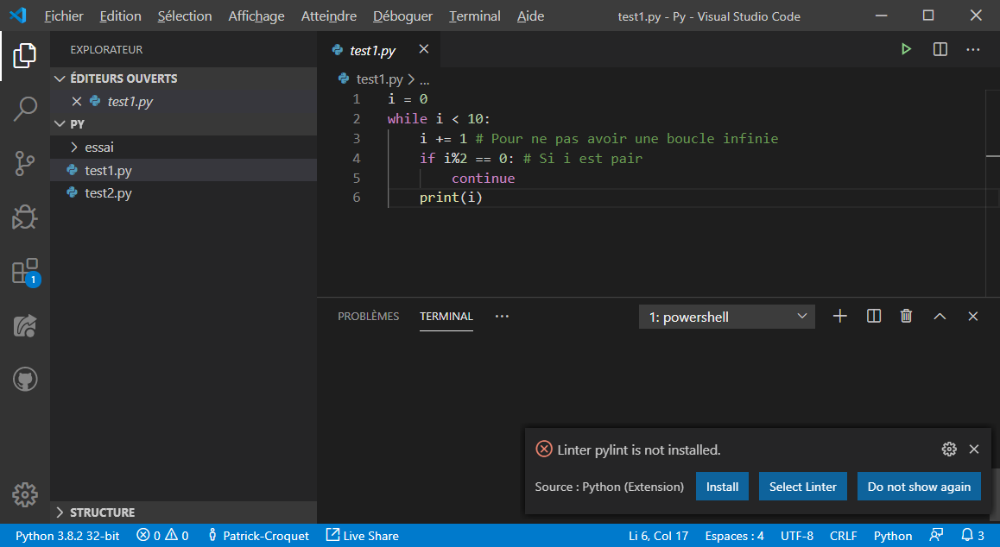 Fichier Edition Sélection Affichage Atteindre Déboguer Terminal Aide test1.py - Py - Visual Studio Code
EXPLORATEUR
ÉDITEURS OUVERTS
test1.py
PY
essai
test1.py
test2.py
STRUCTURE
1
test1.py
test1.py > ...
1 i = 0
2 while i < 10:
3     i += 1 # Pour ne pas avoir une boucle infinie
4     if i%2 == 0: # Si i est pair
5         continue
6     print(i)
PROBLÈMES TERMINAL ··· 1: powershell
Linter pylint is not installed.
Source : Python (Extension) Install Select Linter Do not show again
Python 3.8.2 32-bit 0 0 Patrick-Croquet Live Share Li 6, Col 17 Espaces : 4 UTF-8 CRLF Python 3